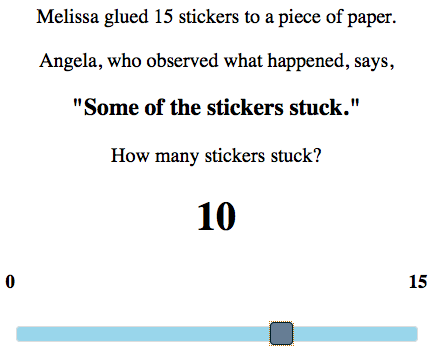 Melissa glued 15 stickers to a piece of paper.
Angela, who observed what happened, says,
"Some of the stickers stuck."
How many stickers stuck?
10
0 15